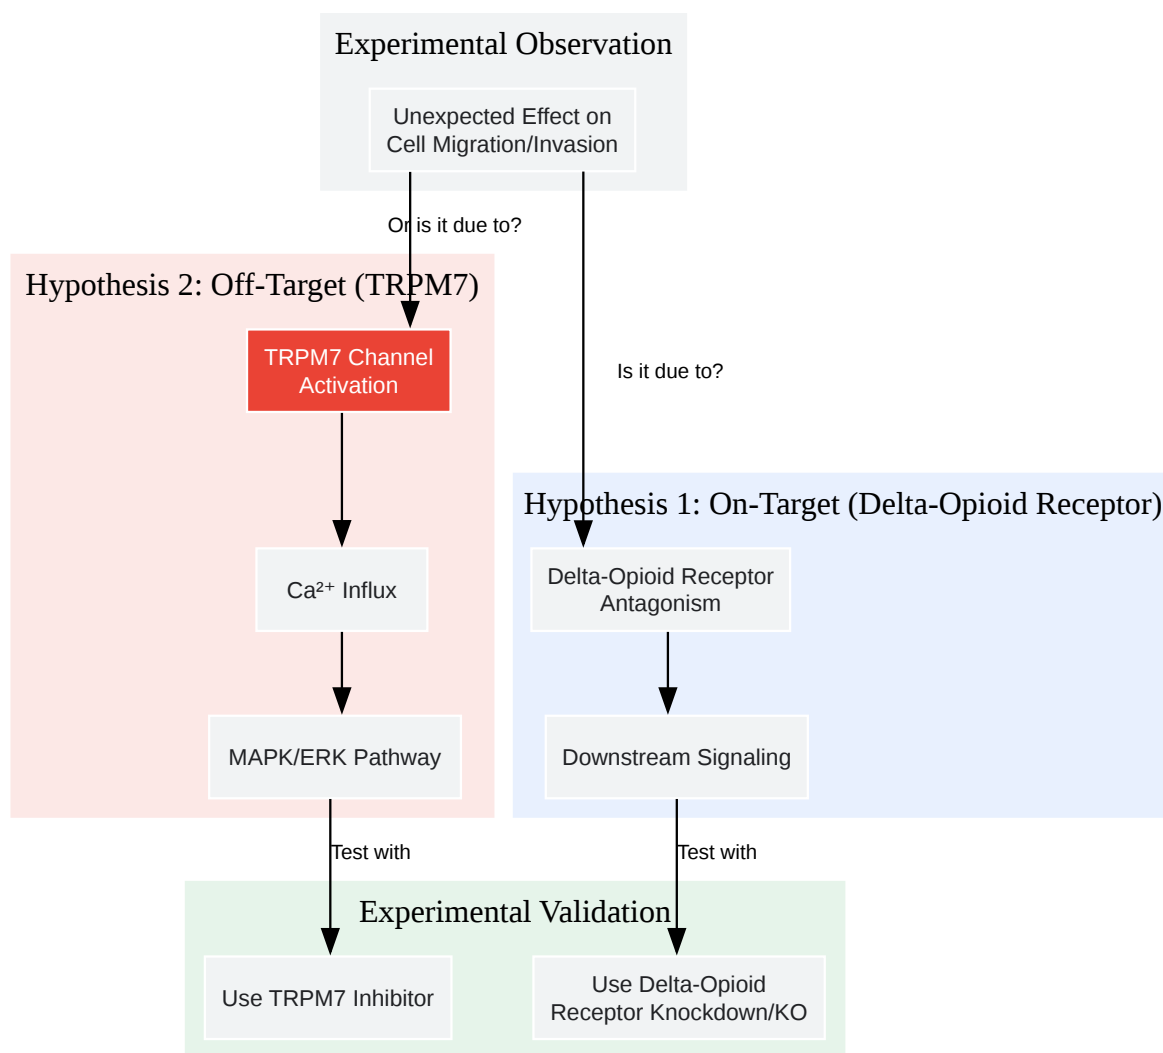 Experimental Observation
Unexpected Effect on
Cell Migration/Invasion
Or is it due to?
Hypothesis 2: Off-Target (TRPM7)
TRPM7 Channel
Activation
Is it due to?
Hypothesis 1: On-Target (Delta-Opioid Receptor)
Ca²⁺ Influx
Delta-Opioid Receptor
Antagonism
MAPK/ERK Pathway
Downstream Signaling
Test with
Test with
Experimental Validation
Use TRPM7 Inhibitor
Use Delta-Opioid
Receptor Knockdown/KO